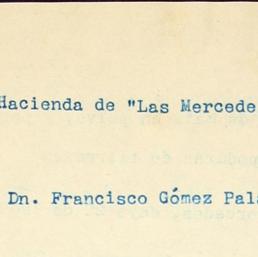 Hacienda de "Las Mercede
Dn. Francisco Gómez Pala